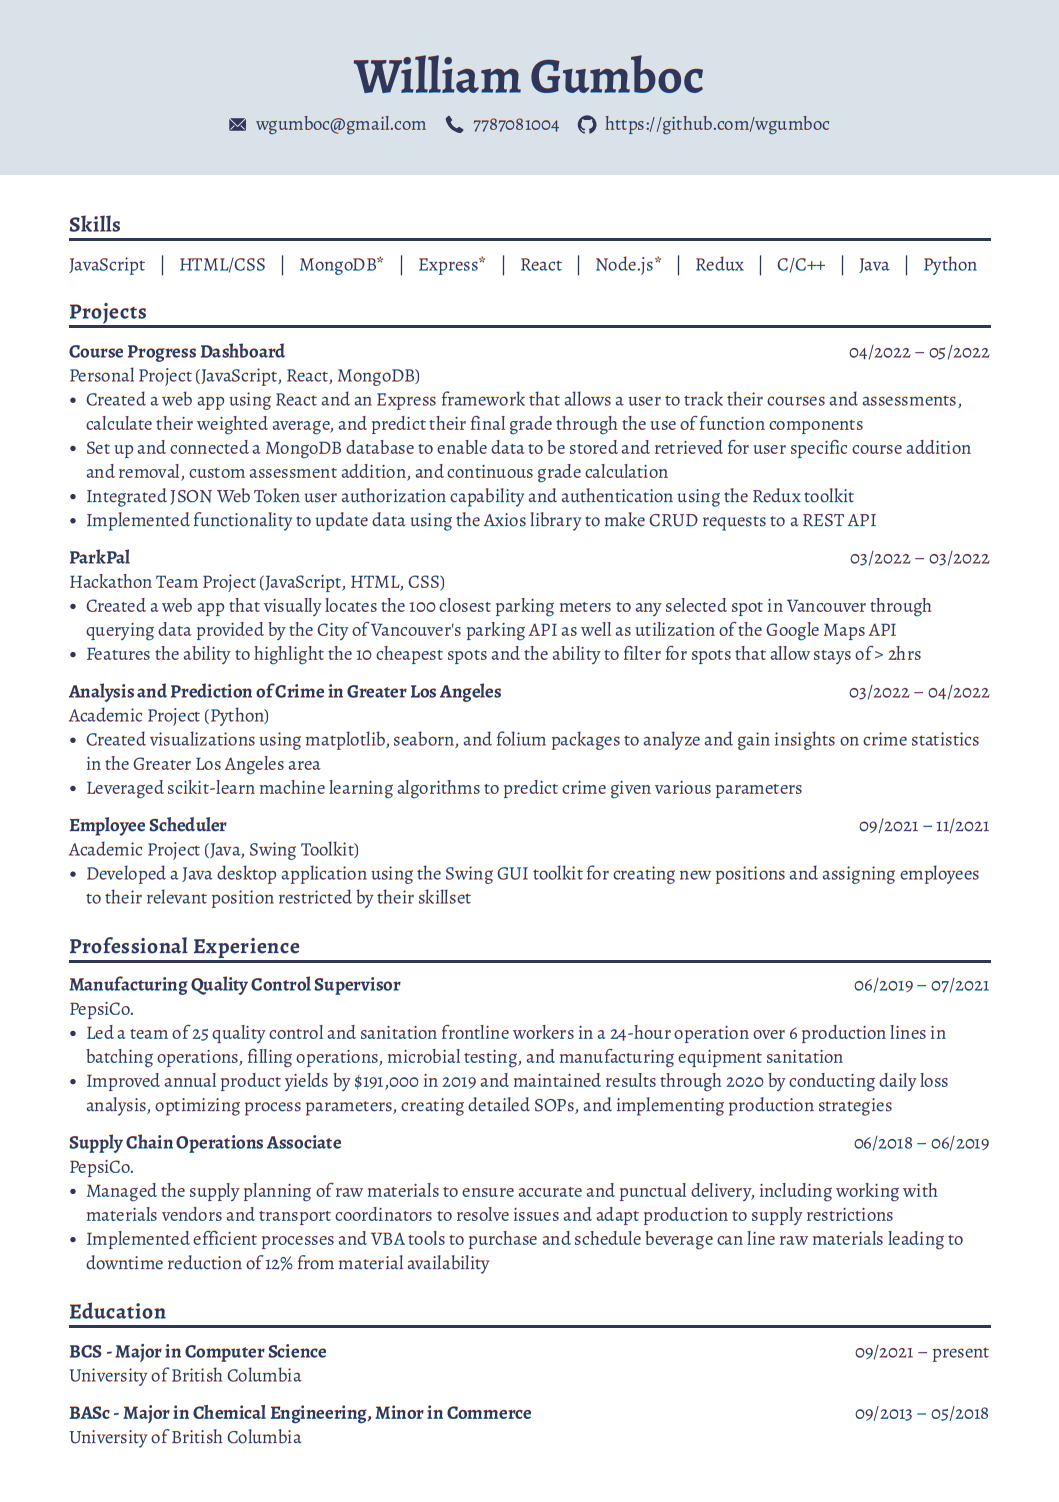 William Gumboc
wgumboc@gmail.com 7787081004 https://github.com/wgumboc
Skills
JavaScript | HTML/CSS | MongoDB* | Express* | React | Node.js* | Redux | C/C++ | Java | Python
Projects
Course Progress Dashboard 04/2022 – 05/2022
Personal Project (JavaScript, React, MongoDB)
• Created a web app using React and an Express framework that allows a user to track their courses and assessments,
calculate their weighted average, and predict their final grade through the use of function components
• Set up and connected a MongoDB database to enable data to be stored and retrieved for user specific course addition
and removal, custom assessment addition, and continuous grade calculation
• Integrated JSON Web Token user authorization capability and authentication using the Redux toolkit
• Implemented functionality to update data using the Axios library to make CRUD requests to a REST API
ParkPal 03/2022 – 03/2022
Hackathon Team Project (JavaScript, HTML, CSS)
• Created a web app that visually locates the 100 closest parking meters to any selected spot in Vancouver through
querying data provided by the City of Vancouver's parking API as well as utilization of the Google Maps API
• Features the ability to highlight the 10 cheapest spots and the ability to filter for spots that allow stays of > 2hrs
Analysis and Prediction of Crime in Greater Los Angeles 03/2022 – 04/2022
Academic Project (Python)
• Created visualizations using matplotlib, seaborn, and folium packages to analyze and gain insights on crime statistics
in the Greater Los Angeles area
• Leveraged scikit-learn machine learning algorithms to predict crime given various parameters
Employee Scheduler 09/2021 – 11/2021
Academic Project (Java, Swing Toolkit)
• Developed a Java desktop application using the Swing GUI toolkit for creating new positions and assigning employees
to their relevant position restricted by their skillset
Professional Experience
Manufacturing Quality Control Supervisor 06/2019 – 07/2021
PepsiCo.
• Led a team of 25 quality control and sanitation frontline workers in a 24-hour operation over 6 production lines in
batching operations, filling operations, microbial testing, and manufacturing equipment sanitation
• Improved annual product yields by $191,000 in 2019 and maintained results through 2020 by conducting daily loss
analysis, optimizing process parameters, creating detailed SOPs, and implementing production strategies
Supply Chain Operations Associate 06/2018 – 06/2019
PepsiCo.
• Managed the supply planning of raw materials to ensure accurate and punctual delivery, including working with
materials vendors and transport coordinators to resolve issues and adapt production to supply restrictions
• Implemented efficient processes and VBA tools to purchase and schedule beverage can line raw materials leading to
downtime reduction of 12% from material availability
Education
BCS - Major in Computer Science 09/2021 – present
University of British Columbia
BASc - Major in Chemical Engineering, Minor in Commerce 09/2013 – 05/2018
University of British Columbia